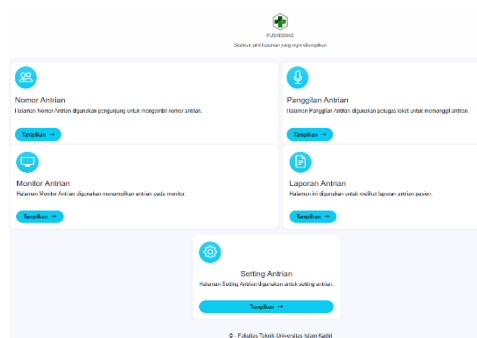 PUSKESMAS
Silahkan pilih halaman yang ingin ditampilkan
Nomor Antrian
Halaman Nomor Antrian digunakan pengunjung untuk mengambil nomor antrian.
Tampilkan →
Panggilan Antrian
Halaman Panggilan Antrian digunakan petugas loket untuk memanggil antrian.
Tampilkan →
Monitor Antrian
Halaman Monitor Antrian digunakan menampilkan antrian pada monitor.
Tampilkan →
Laporan Antrian
Halaman ini digunakan untuk melihat laporan antrian pasien.
Tampilkan →
Setting Antrian
Halaman Setting Antrian digunakan untuk setting antrian.
Tampilkan →
© - Fakultas Teknik Universitas Islam Kadiri